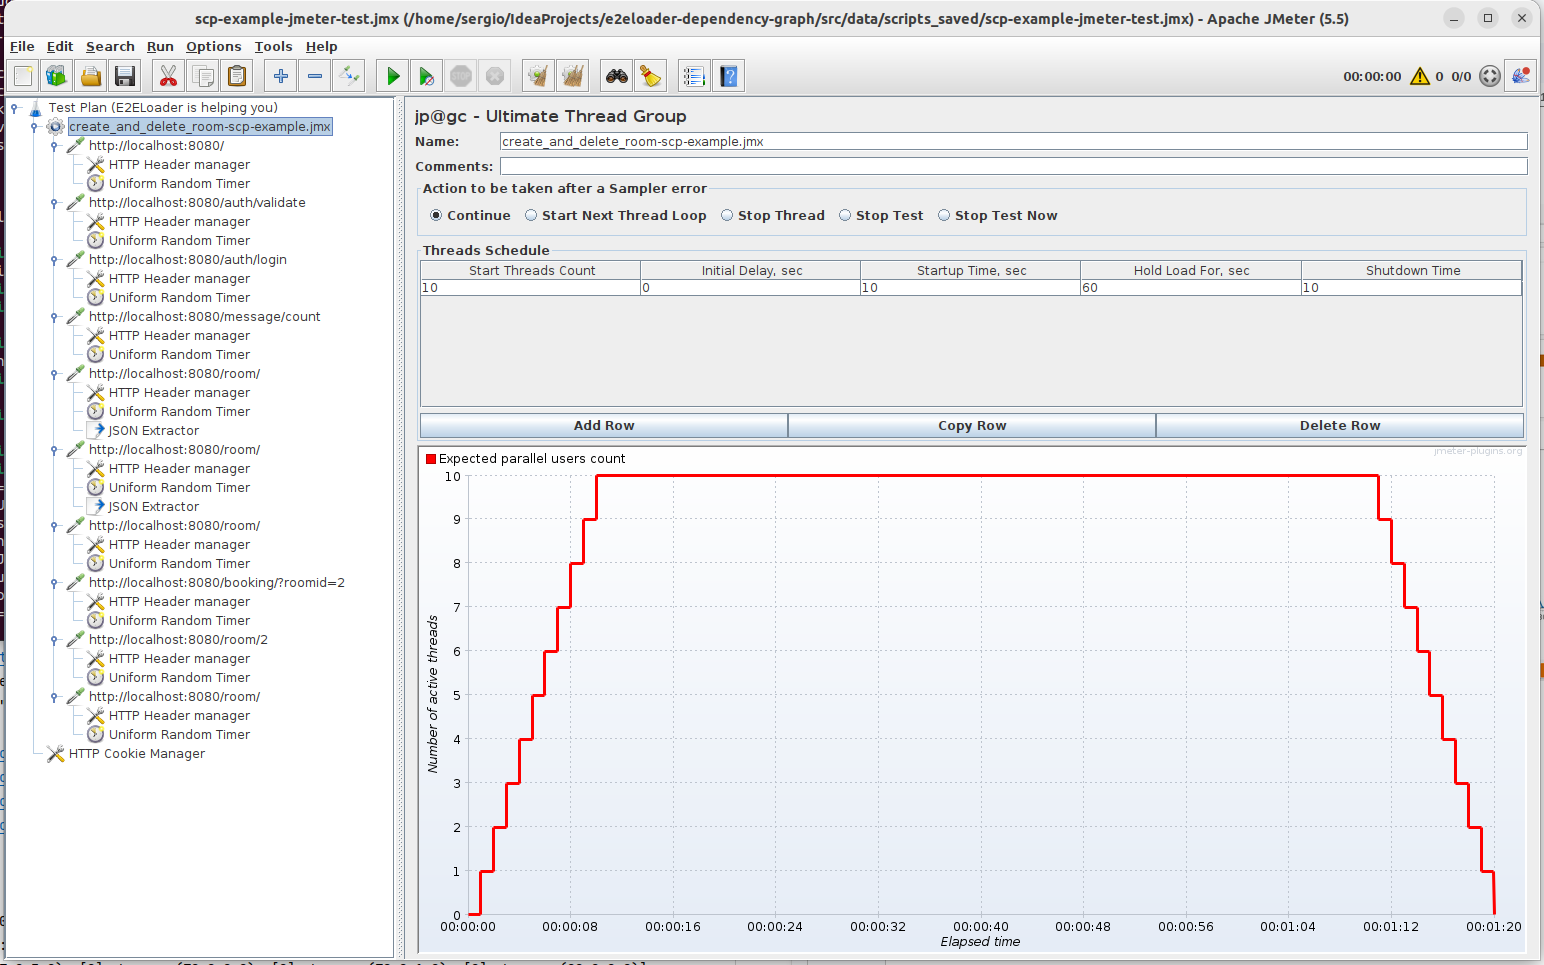 scp-example-jmeter-test.jmx (/home/sergio/IdeaProjects/e2eloader-dependency-graph/src/data/scripts_saved/scp-example-jmeter-test.jmx) - Apache JMeter (5.5)
File Edit Search Run Options Tools Help
STOP
00:00:00 0 0/0
Test Plan (E2ELoader is helping you)
create_and_delete_room-scp-example.jmx
http://localhost:8080/
HTTP Header manager
Uniform Random Timer
http://localhost:8080/auth/validate
HTTP Header manager
Uniform Random Timer
http://localhost:8080/auth/login
HTTP Header manager
Uniform Random Timer
http://localhost:8080/message/count
HTTP Header manager
Uniform Random Timer
http://localhost:8080/room/
HTTP Header manager
Uniform Random Timer
JSON Extractor
http://localhost:8080/room/
HTTP Header manager
Uniform Random Timer
JSON Extractor
http://localhost:8080/room/
HTTP Header manager
Uniform Random Timer
http://localhost:8080/booking/?roomid=2
HTTP Header manager
Uniform Random Timer
http://localhost:8080/room/2
HTTP Header manager
Uniform Random Timer
http://localhost:8080/room/
HTTP Header manager
Uniform Random Timer
HTTP Cookie Manager
jp@gc - Ultimate Thread Group
Name: create_and_delete_room-scp-example.jmx
Comments:
Action to be taken after a Sampler error
Continue Start Next Thread Loop Stop Thread Stop Test Stop Test Now
Threads Schedule
Start Threads Count Initial Delay, sec Startup Time, sec Hold Load For, sec Shutdown Time
10 0 10 60 10
Add Row Copy Row Delete Row
Expected parallel users count
jmeter-plugins.org
10
9
8
7
6
5
4
3
2
1
0
Number of active threads
00:00:00 00:00:08 00:00:16 00:00:24 00:00:32 00:00:40 00:00:48 00:00:56 00:01:04 00:01:12 00:01:20
Elapsed time